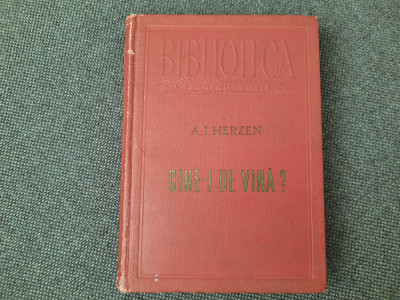 BIBLIOTECA
A. I. HERZEN
CINE-I DE VINĂ?